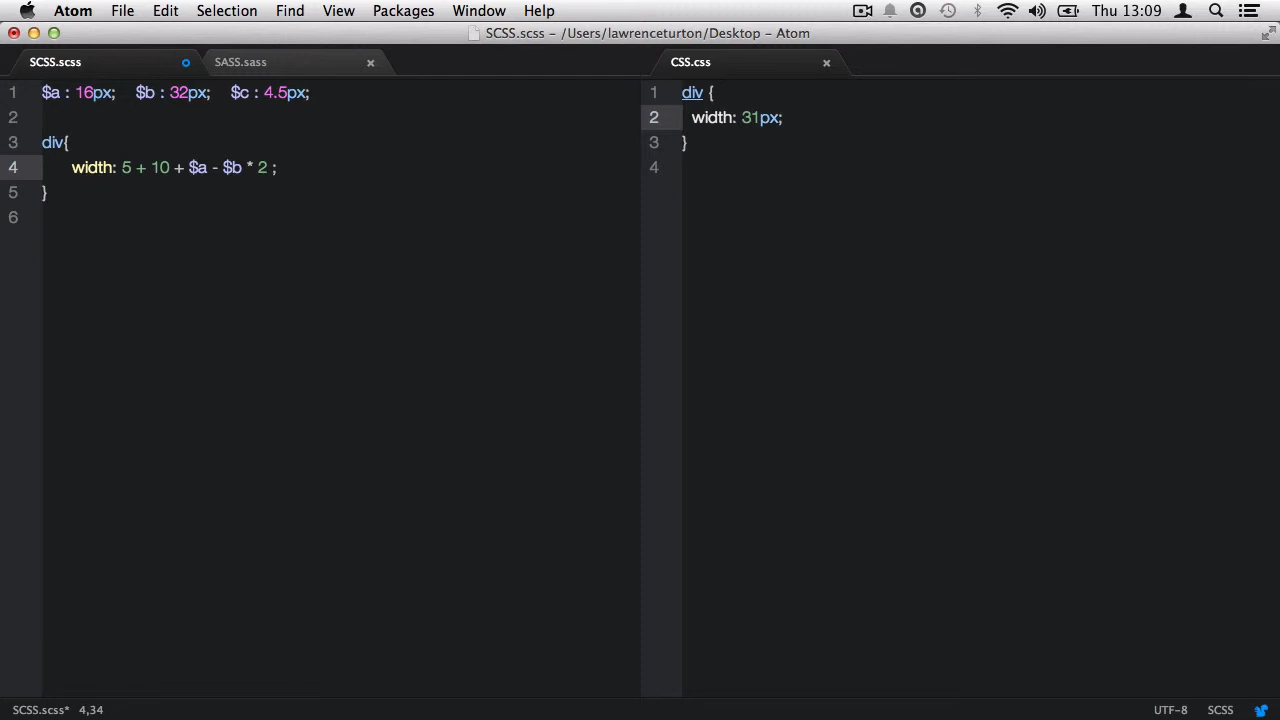 Atom File Edit Selection Find View Packages Window Help Thu 13:09
SCSS.scss – /Users/lawrenceturton/Desktop – Atom
SCSS.scss SASS.sass CSS.css
1 $a : 16px; $b : 32px; $c : 4.5px;
2
3 div{
4 width: 5 + 10 + $a - $b * 2 ;
5 }
6
1 div {
2 width: 31px;
3 }
4
SCSS.scss* 4,34 UTF-8 SCSS